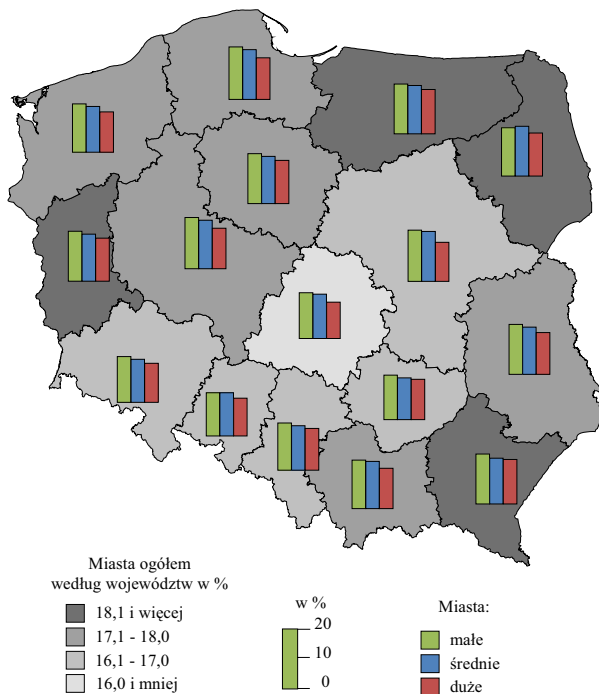 Miasta ogółem
według województw w %
18,1 i więcej
17,1 - 18,0
16,1 - 17,0
16,0 i mniej
w %
20
10
0
Miasta:
małe
średnie
duże